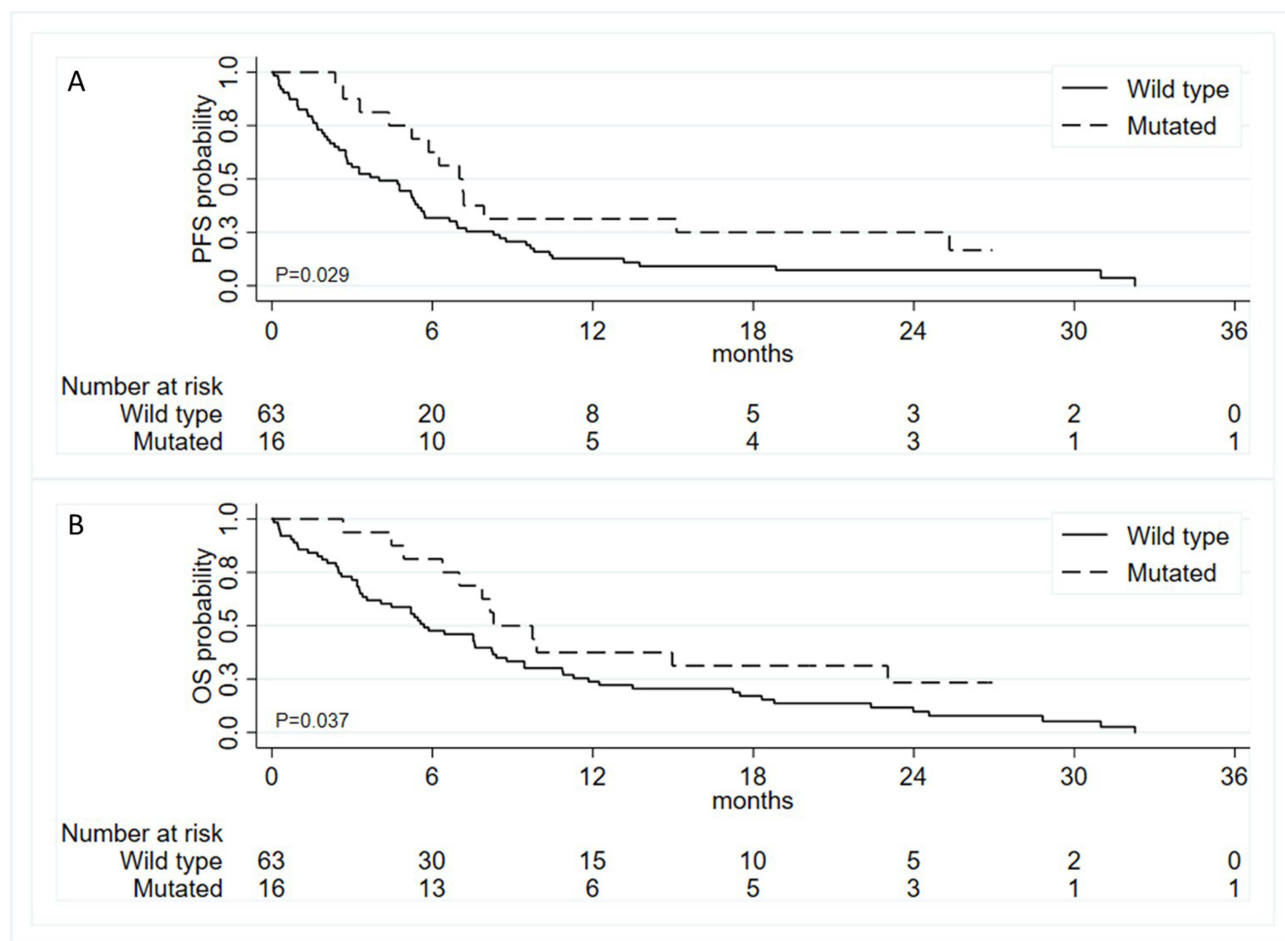 A
PFS probability
1.0
0.8
0.5
0.3
0.0
Wild type
Mutated
P=0.029
0 6 12 18 24 30 36
months
Number at risk
Wild type 63 20 8 5 3 2 0
Mutated 16 10 5 4 3 1 1
B
OS probability
1.0
0.8
0.5
0.3
0.0
Wild type
Mutated
P=0.037
0 6 12 18 24 30 36
months
Number at risk
Wild type 63 30 15 10 5 2 0
Mutated 16 13 6 5 3 1 1